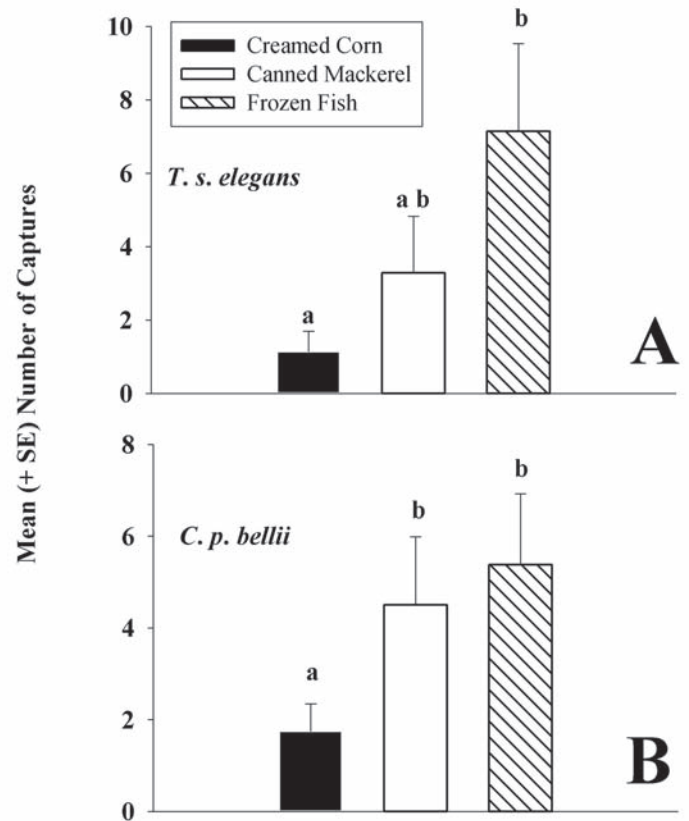 Mean (+ SE) Number of Captures
10
8
6
4
2
0
Creamed Corn
Canned Mackerel
Frozen Fish
T. s. elegans
a
a b
b
A
8
6
4
2
0
C. p. bellii
a
b
b
B